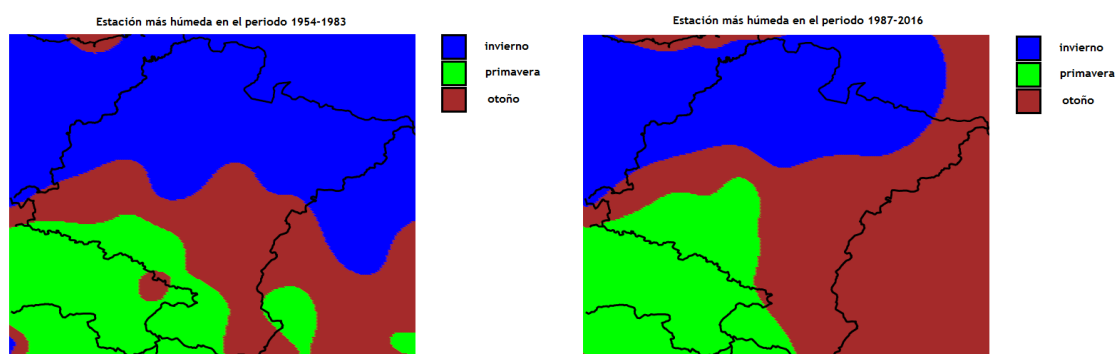 Estación más húmeda en el periodo 1954-1983
invierno
primavera
otoño
Estación más húmeda en el periodo 1987-2016
invierno
primavera
otoño